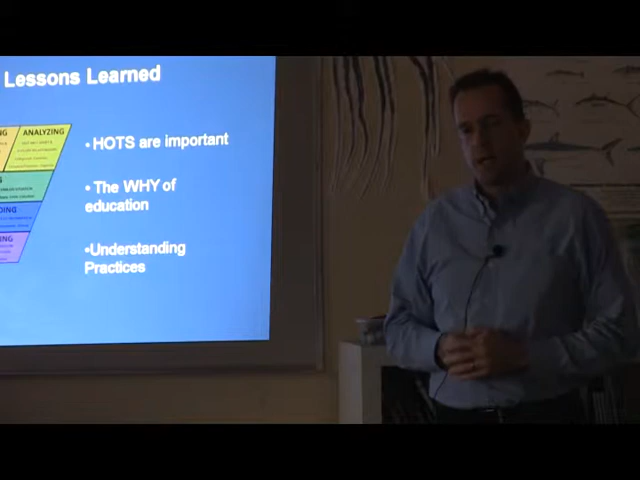 Lessons Learned
ANALYZING
• HOTS are important
• The WHY of
education
•Understanding
Practices